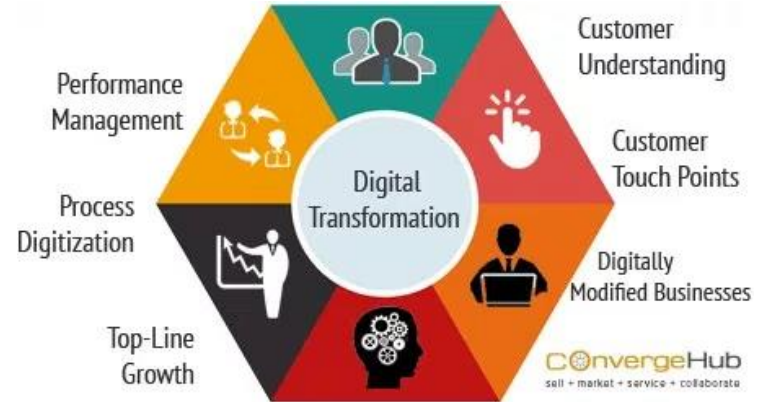 Customer
Understanding
Performance
Management
Customer
Touch Points
Digital
Transformation
Process
Digitization
Digitally
Modified Businesses
Top-Line
Growth
COnvergeHub
sell + market + service + collaborate